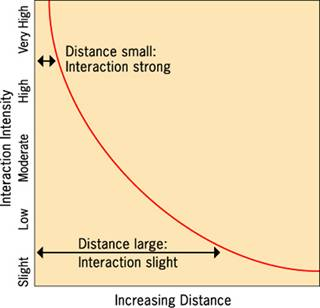 Very High
High
Moderate
Low
Slight
Interaction Intensity
Distance small:
Interaction strong
Distance large:
Interaction slight
Increasing Distance